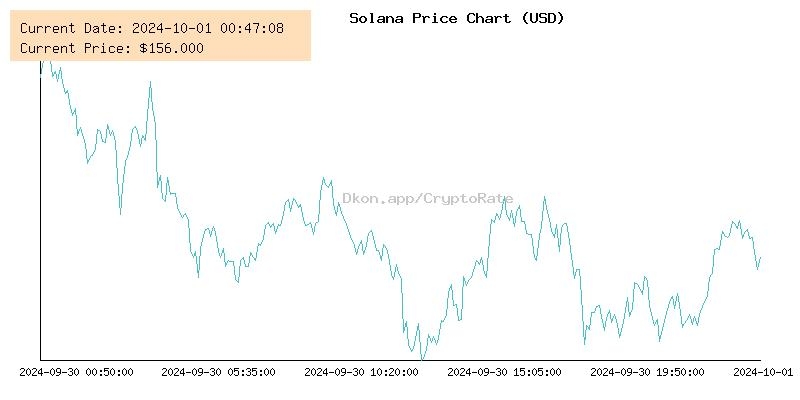 Solana Price Chart (USD)
Current Date: 2024-10-01 00:47:08
Current Price: $156.000
Dkon.app/CryptoRate
2024-09-30 00:50:00 2024-09-30 05:35:00 2024-09-30 10:20:00 2024-09-30 15:05:00 2024-09-30 19:50:00 2024-10-01